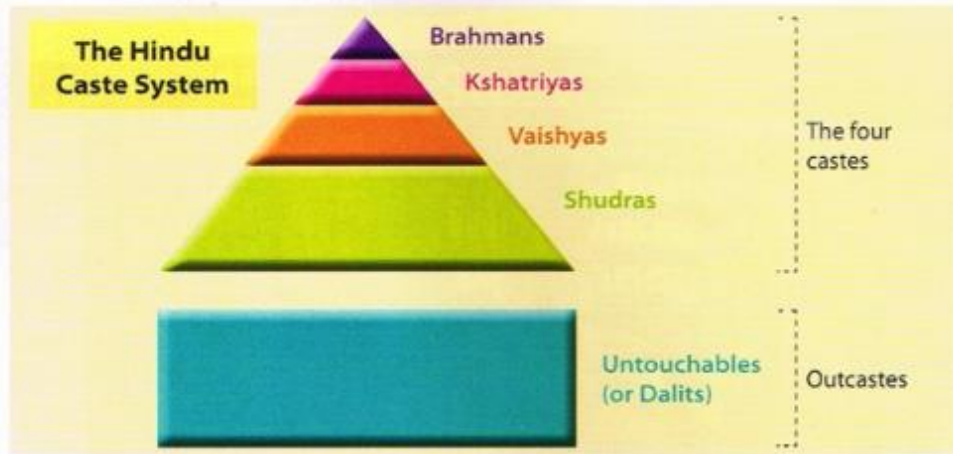 The Hindu
Caste System
Brahmans
Kshatriyas
Vaishyas
Shudras
The four
castes
Untouchables
(or Dalits)
Outcastes